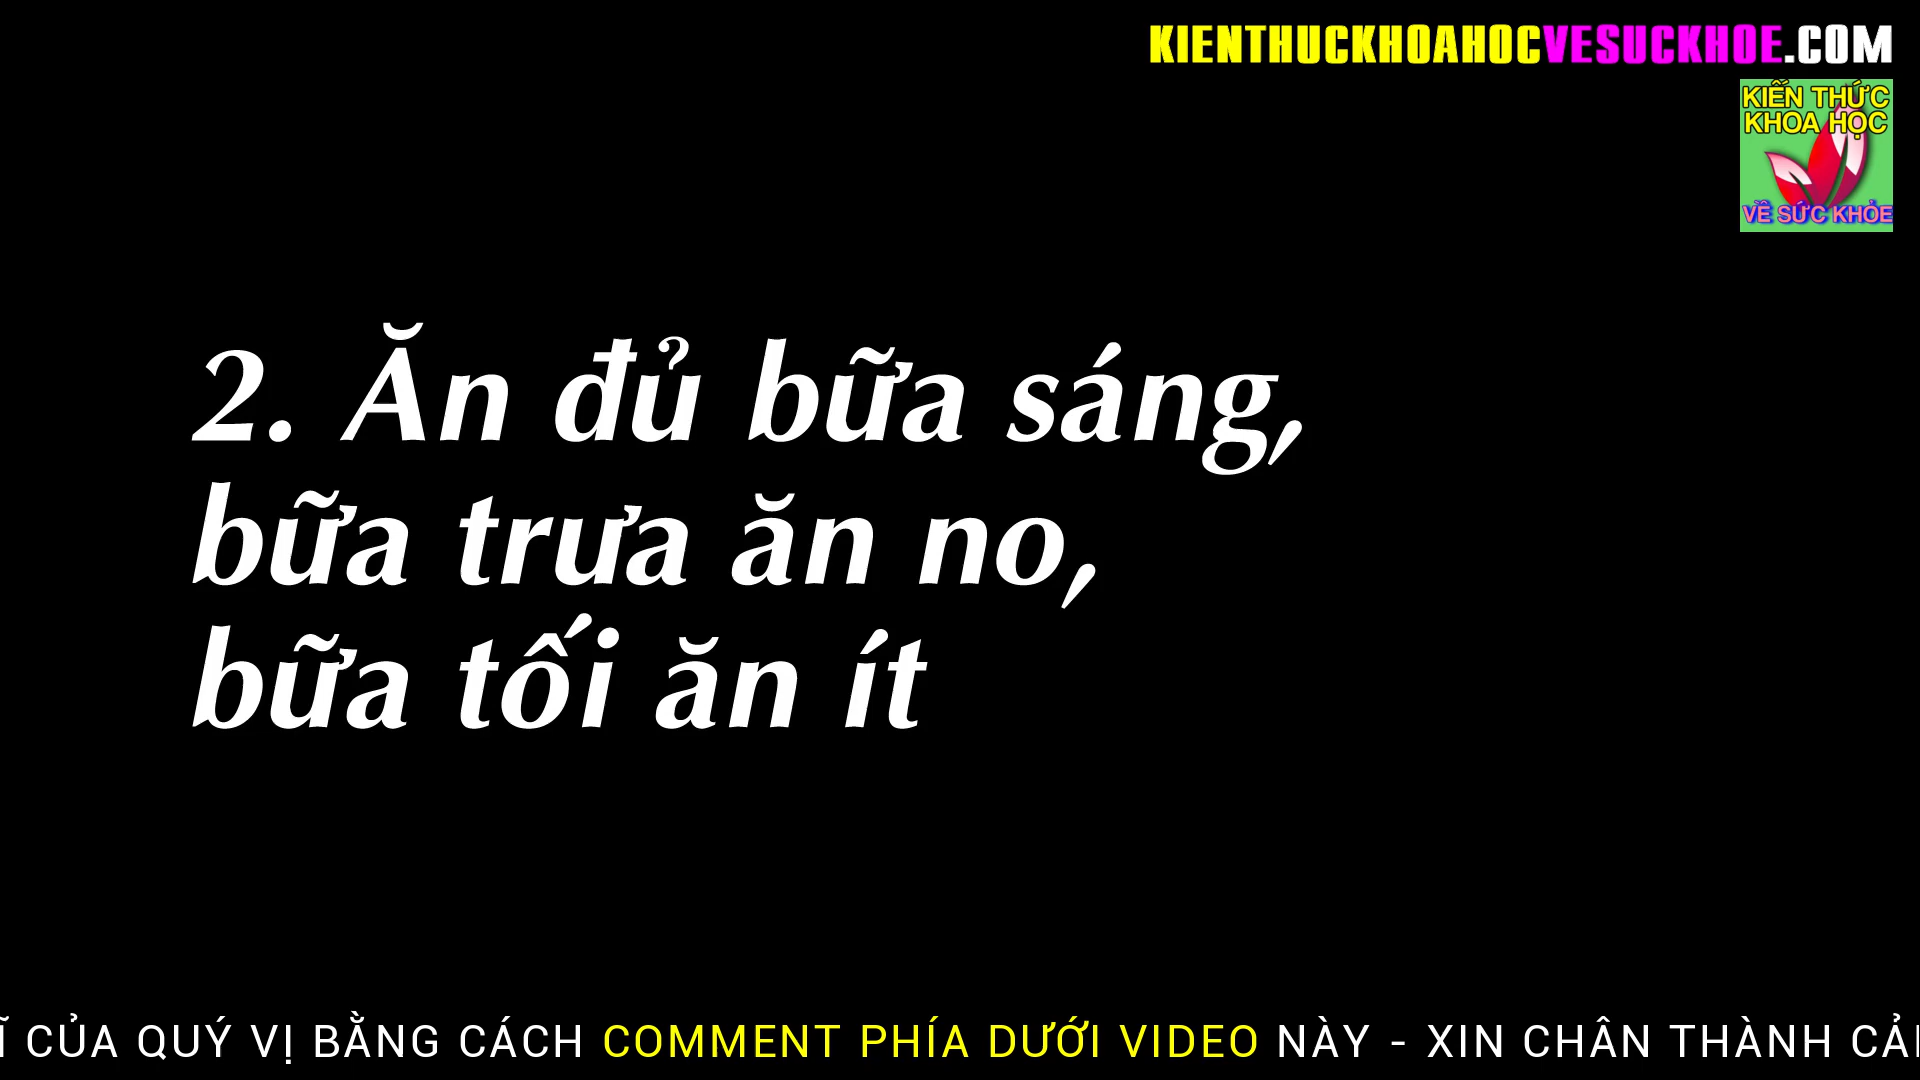 KIENTHUCKHOAHOCVESUCKHOE.COM
KIẾN THỨC
KHOA HỌC
VỀ SỨC KHỎE
2. Ăn đủ bữa sáng,
bữa trưa ăn no,
bữa tối ăn ít
CỦA QUÝ VỊ BẰNG CÁCH COMMENT PHÍA DƯỚI VIDEO NÀY - XIN CHÂN THÀNH